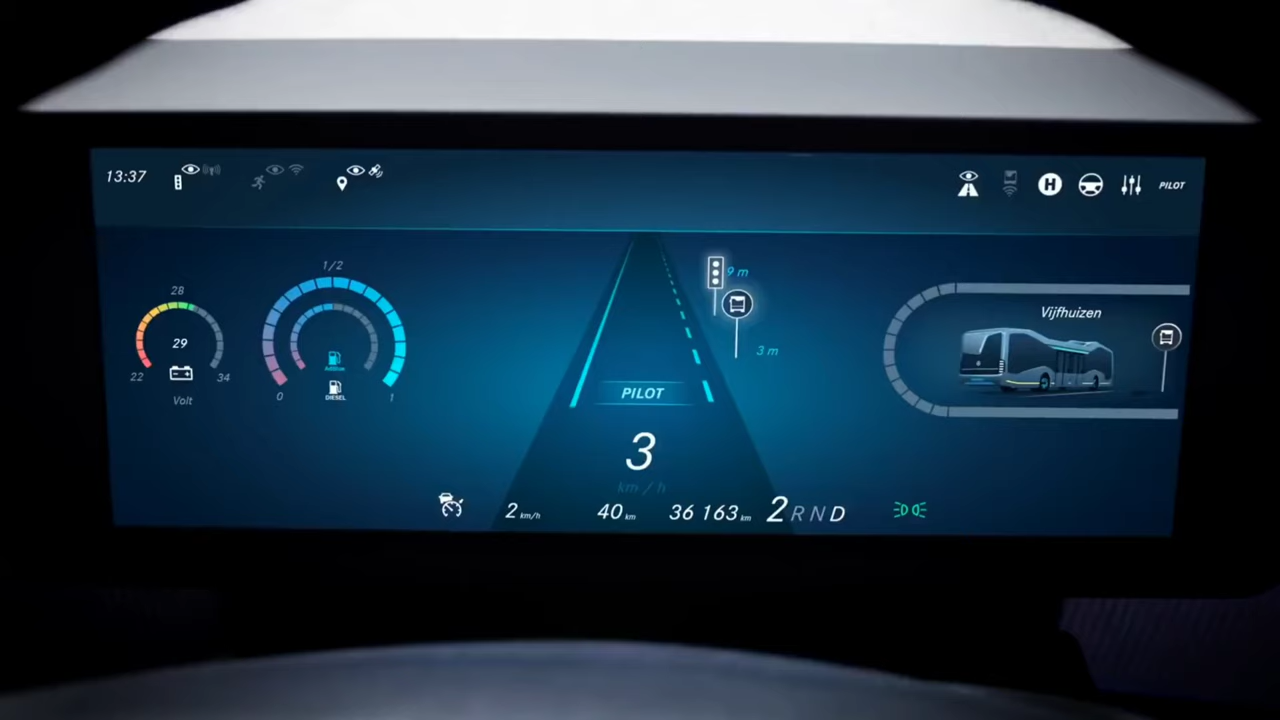 13:37
PILOT
1/2
28
9 m
Vijfhuizen
29
3 m
22
34
AdBlue
DIESEL
0
1
Volt
PILOT
3
km/h
2 km/h
40 km
36 163 km
2 R N D
H